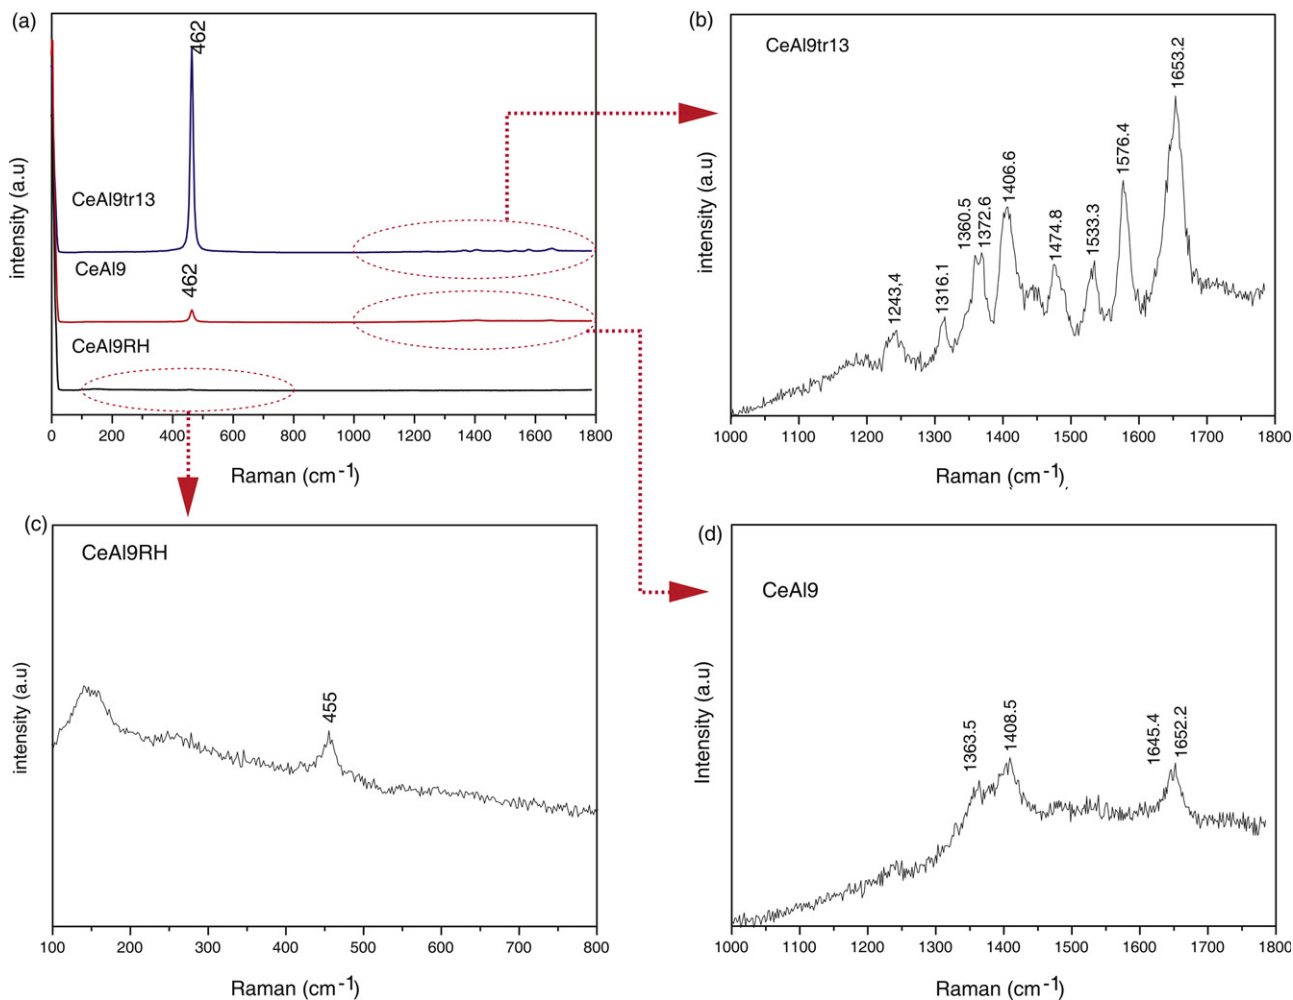 (a)
462
CeAl9tr13
CeAl9
462
CeAl9RH
intensity (a.u)
0 200 400 600 800 1000 1200 1400 1600 1800
Raman (cm-1)
(b)
CeAl9tr13
1243,4
1316.1
1360.5
1372.6
1406.6
1474.8
1533.3
1576.4
1653.2
intensity (a.u)
1000 1100 1200 1300 1400 1500 1600 1700 1800
Raman (cm-1)
(c)
CeAl9RH
455
intensity (a.u)
100 200 300 400 500 600 700 800
Raman (cm-1)
(d)
CeAl9
1363.5
1408.5
1645.4
1652.2
Intensity (a.u)
1000 1100 1200 1300 1400 1500 1600 1700 1800
Raman (cm-1)